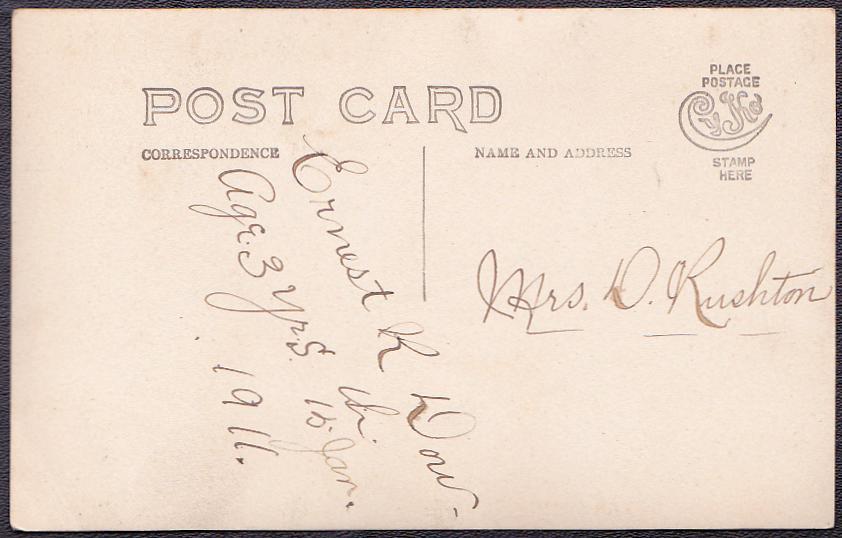 POST CARD
CORRESPONDENCE
NAME AND ADDRESS
PLACE
POSTAGE
CyKo
STAMP
HERE
Ernest R Dow
Age. 3 Yrs. 15. Jan.
1911.
Mrs. D. Rushton